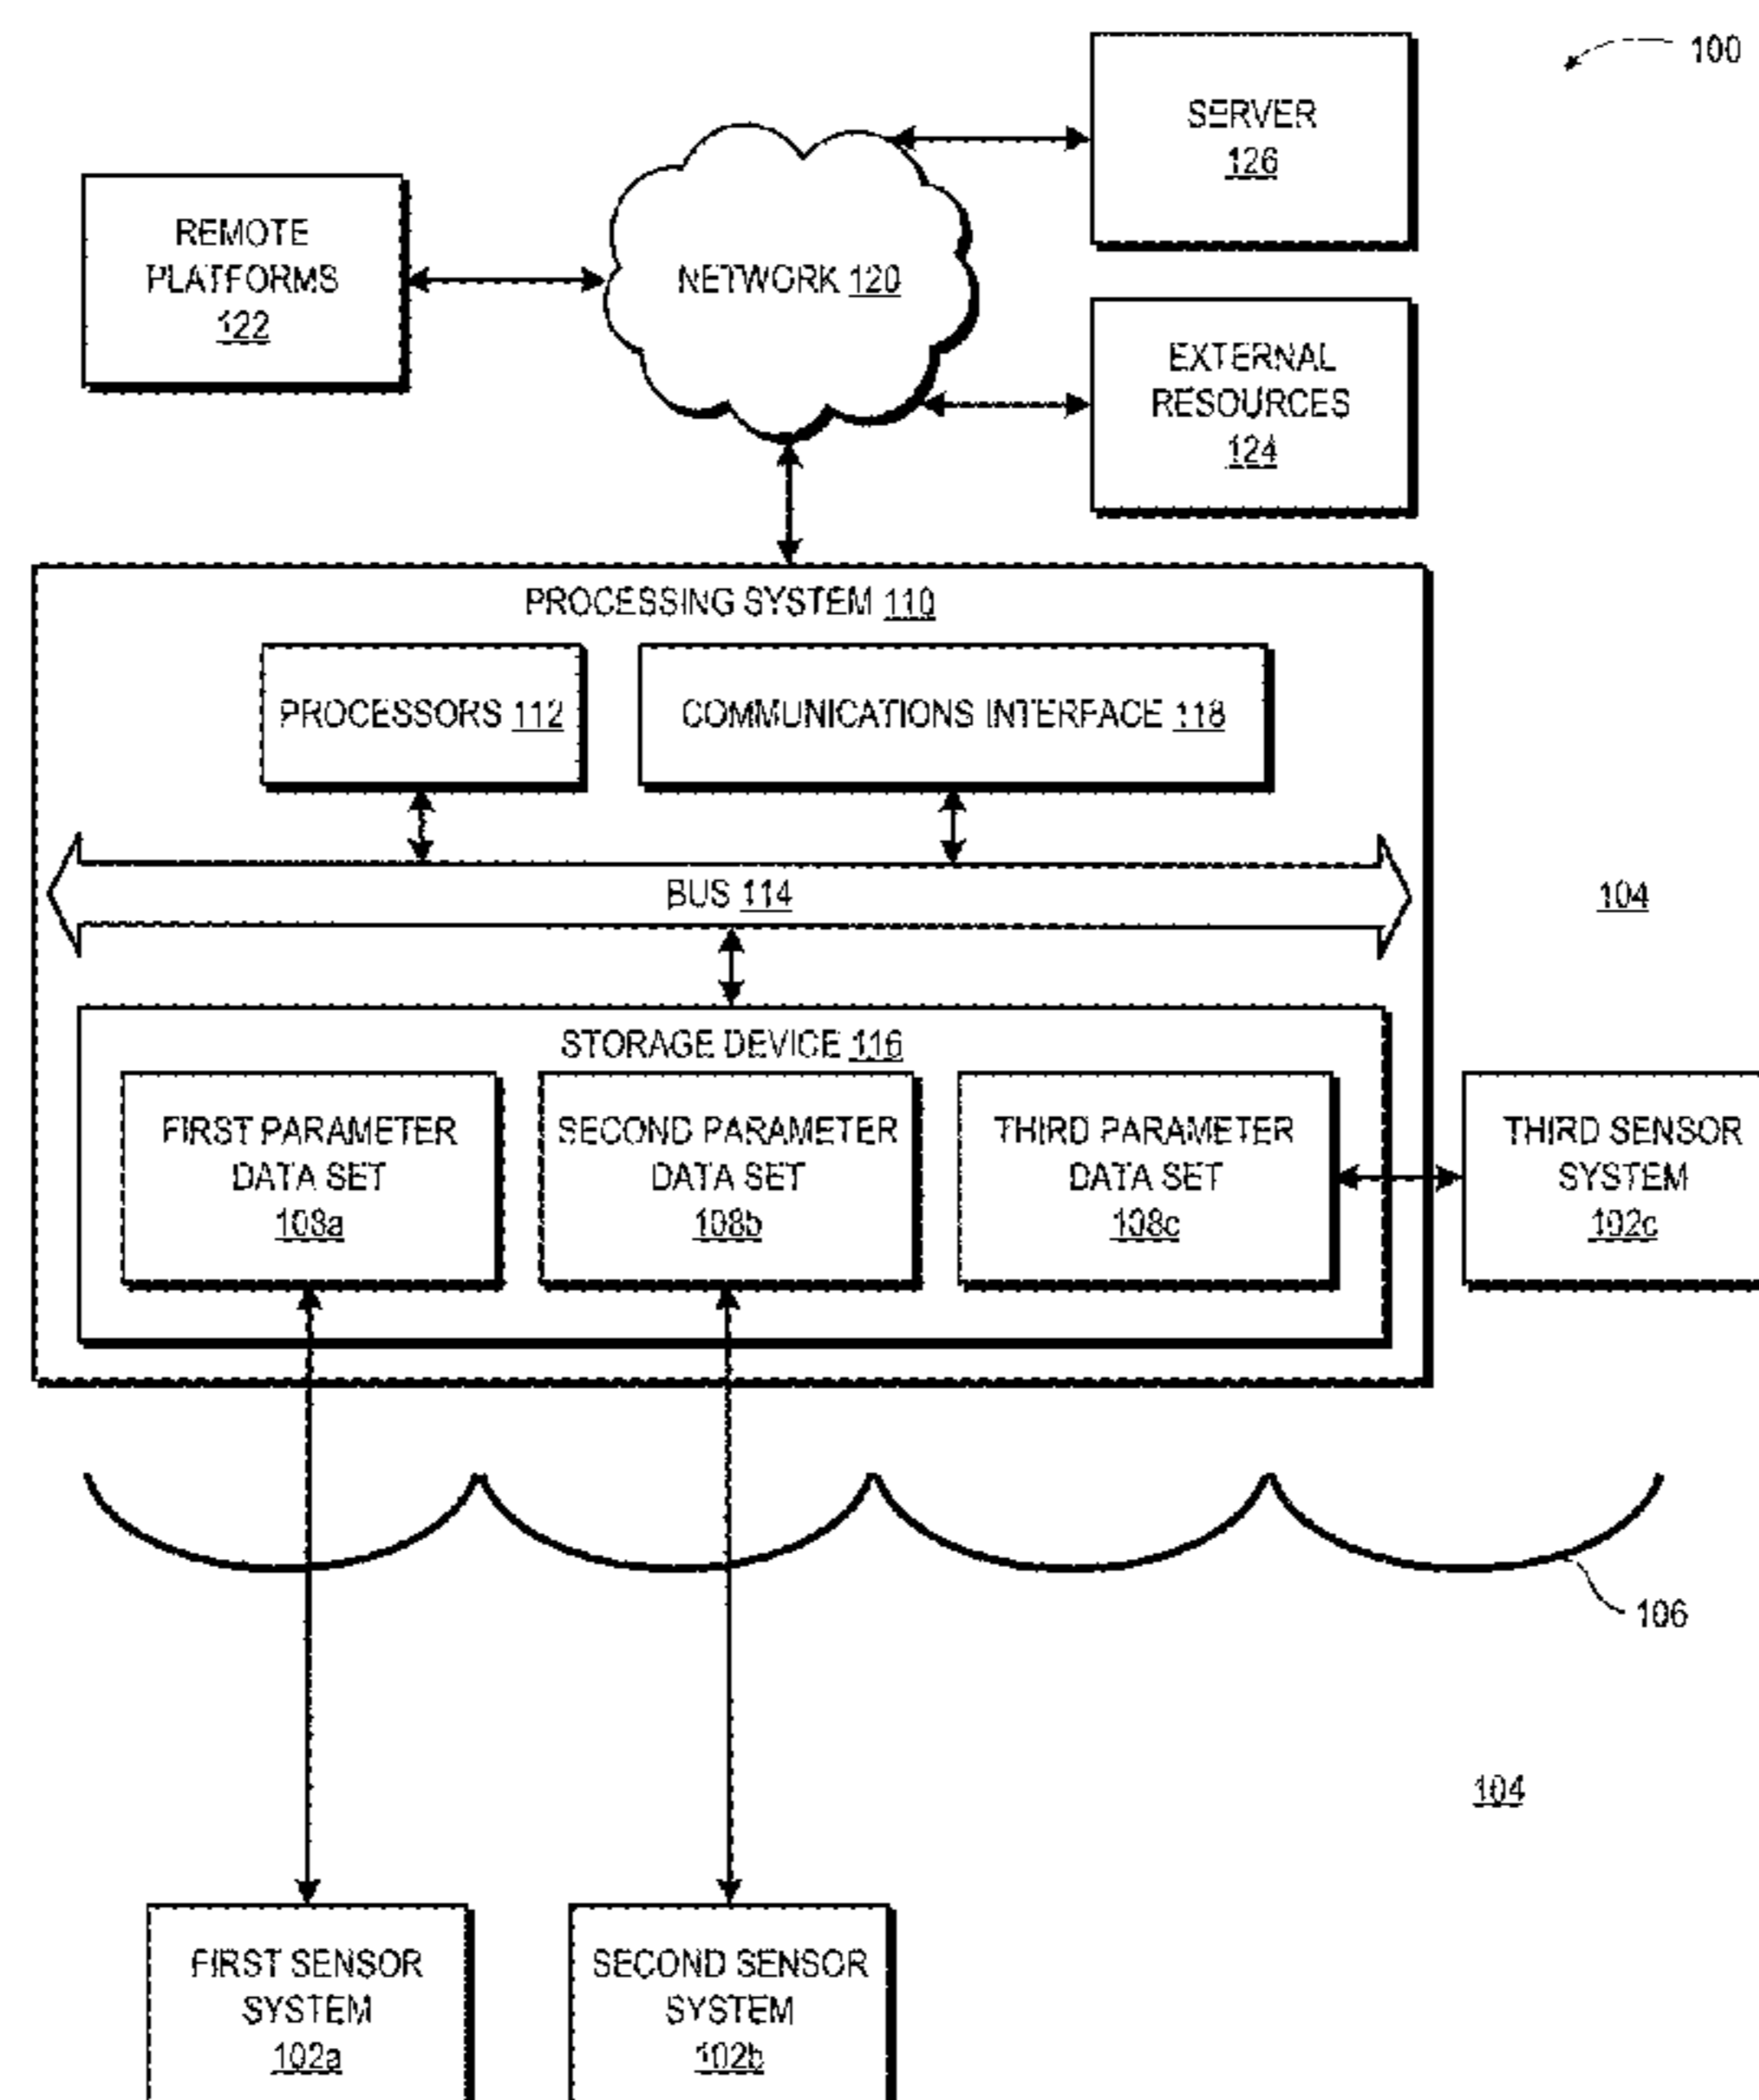 100
SERVER
126
REMOTE
PLATFORMS
122
NETWORK 120
EXTERNAL
RESOURCES
124
PROCESSING SYSTEM 110
PROCESSORS 112
COMMUNICATIONS INTERFACE 118
BUS 114
104
STORAGE DEVICE 116
FIRST PARAMETER
DATA SET
108a
SECOND PARAMETER
DATA SET
108b
THIRD PARAMETER
DATA SET
108c
THIRD SENSOR
SYSTEM
102c
106
104
FIRST SENSOR
SYSTEM
102a
SECOND SENSOR
SYSTEM
102b